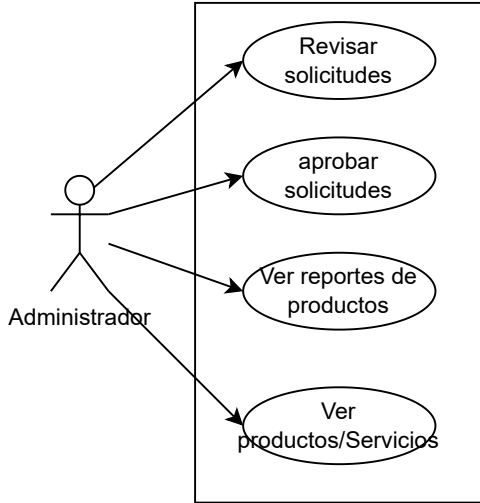 Revisar
solicitudes
aprobar
solicitudes
Ver reportes de
productos
Administrador
Ver
productos/Servicios